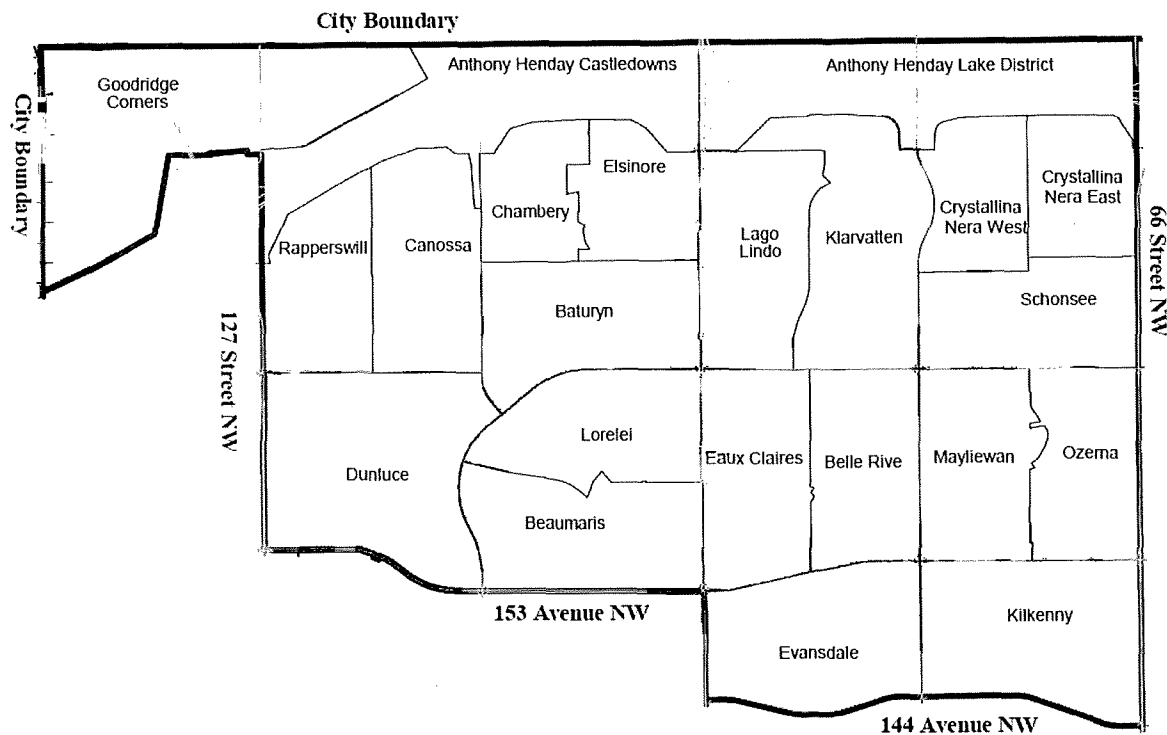 City Boundary
Anthony Henday Castledowns
Anthony Henday Lake District
Goodridge
Corners
City Boundary
Elsinore
Crystallina
Nera East
Chambery
Crystallina
Nera West
Rapperswill
Canossa
Lago
Lindo
Klarvatten
66 Street NW
Schonsee
Baturyn
127 Street NW
Lorelei
Eaux Claires
Belle Rive
Mayliewan
Ozerna
Dunluce
Beaumaris
153 Avenue NW
Kilkenny
Evansdale
144 Avenue NW